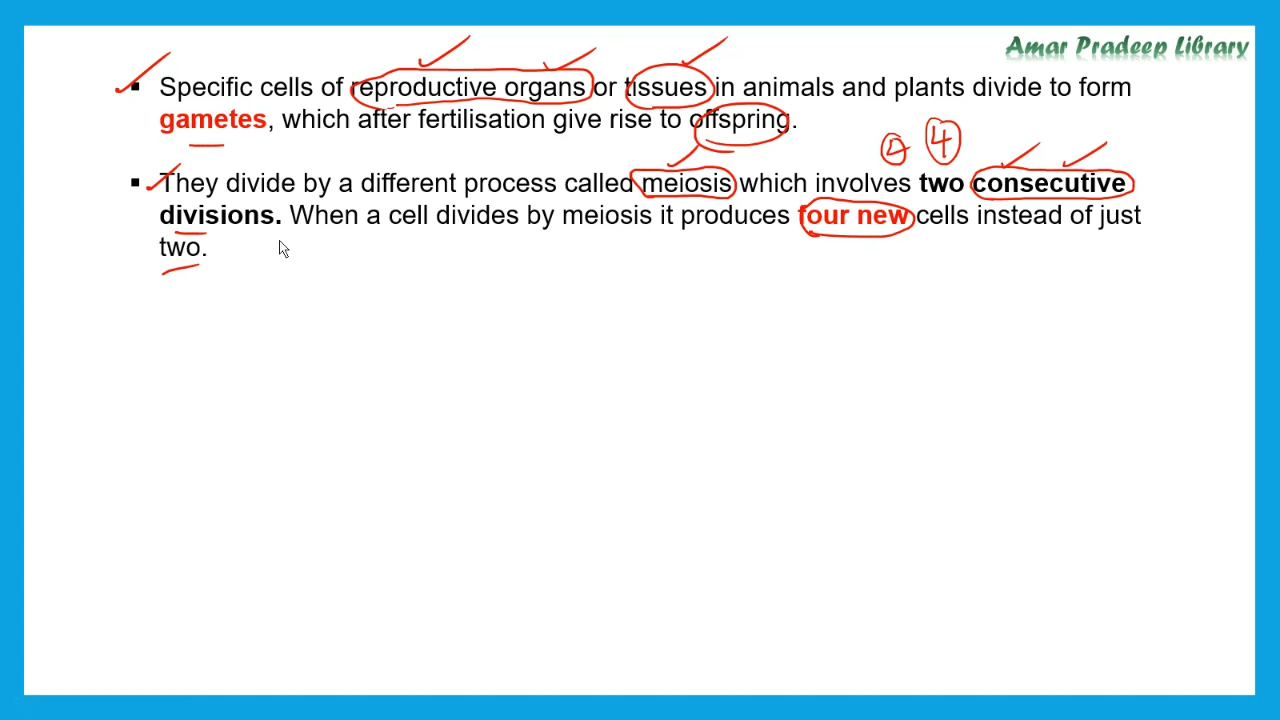 Amar Pradeep Library
▪ Specific cells of reproductive organs or tissues in animals and plants divide to form
gametes, which after fertilisation give rise to offspring.
4
▪ They divide by a different process called meiosis which involves two consecutive
divisions. When a cell divides by meiosis it produces four new cells instead of just
two.